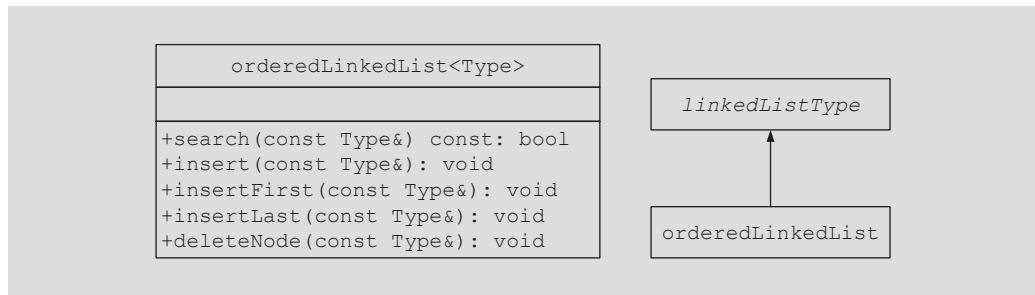 orderedLinkedList<Type>
+search(const Type&) const: bool
+insert(const Type&): void
+insertFirst(const Type&): void
+insertLast(const Type&): void
+deleteNode(const Type&): void
linkedListType
orderedLinkedList